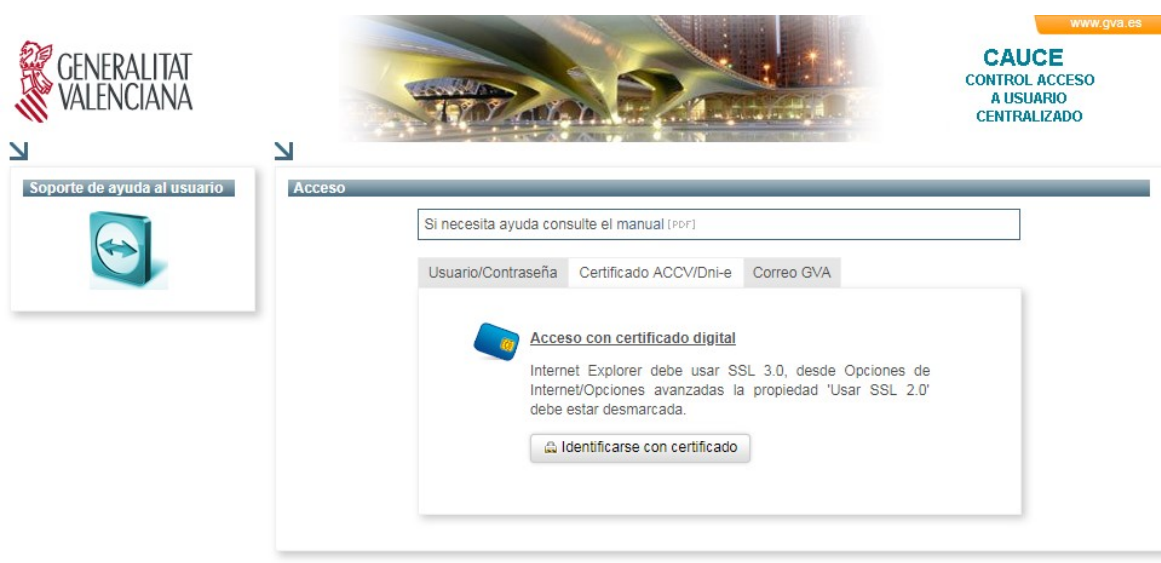 www.gva.es
GENERALITAT
VALENCIANA
CAUCE
CONTROL ACCESO
A USUARIO
CENTRALIZADO
Soporte de ayuda al usuario
Acceso
Si necesita ayuda consulte el manual [PDF]
Usuario/Contraseña Certificado ACCV/Dni-e Correo GVA
Acceso con certificado digital
Internet Explorer debe usar SSL 3.0, desde Opciones de
Internet/Opciones avanzadas la propiedad 'Usar SSL 2.0'
debe estar desmarcada.
Identificarse con certificado